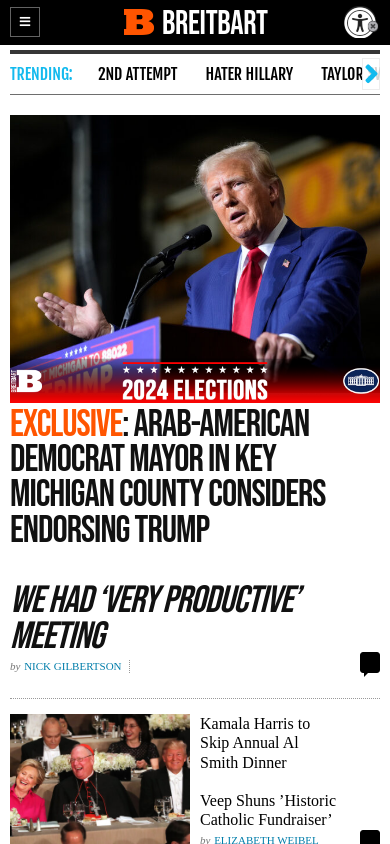 BREITBART
TRENDING:
2ND ATTEMPT
HATER HILLARY
TAYLOR
MICHIGAN TO 88022
TRUMP
BREITBART
2024 ELECTIONS
EXCLUSIVE: ARAB-AMERICAN
DEMOCRAT MAYOR IN KEY
MICHIGAN COUNTY CONSIDERS
ENDORSING TRUMP
WE HAD ‘VERY PRODUCTIVE’
MEETING
by NICK GILBERTSON
Kamala Harris to
Skip Annual Al
Smith Dinner
Veep Shuns ’Historic
Catholic Fundraiser’
by ELIZABETH WEIBEL